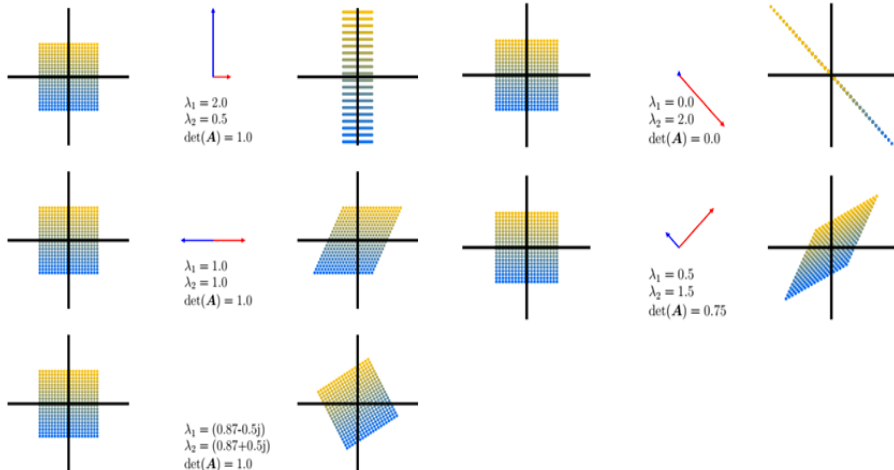 λ₁ = 2.0
λ₂ = 0.5
det(A) = 1.0
λ₁ = 0.0
λ₂ = 2.0
det(A) = 0.0
λ₁ = 1.0
λ₂ = 1.0
det(A) = 1.0
λ₁ = 0.5
λ₂ = 1.5
det(A) = 0.75
λ₁ = (0.87-0.5j)
λ₂ = (0.87+0.5j)
det(A) = 1.0